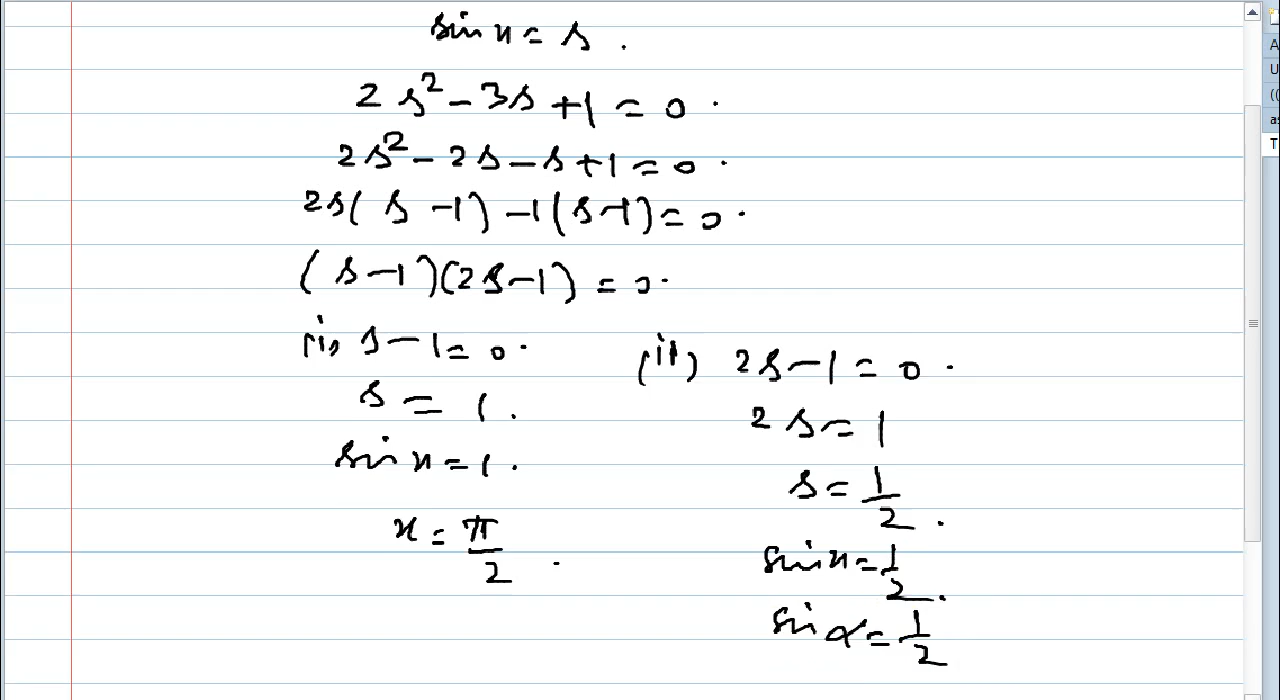 sin x = s .
2s² - 3s + 1 = 0 .
2s² - 2s - s + 1 = 0 .
2s(s - 1) - 1(s - 1) = 0 .
(s - 1)(2s - 1) = 0 .
(i) s - 1 = 0 .
s = 1 .
sin x = 1 .
x = π/2 .
(ii) 2s - 1 = 0 .
2s = 1
s = 1/2 .
sin x = 1/2 .
sin α = 1/2
A
U
((
as
T